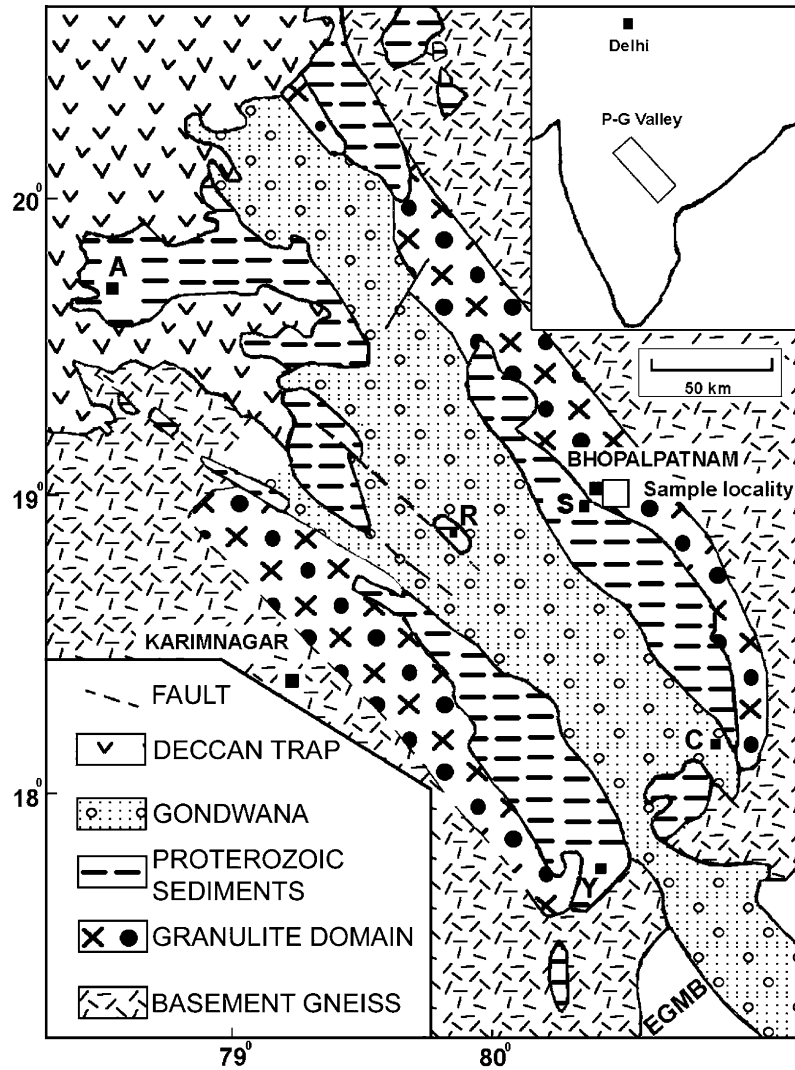 Delhi
P-G Valley
20⁰
A
50 km
BHOPALPATNAM
19⁰
S
Sample locality
R
KARIMNAGAR
FAULT
DECCAN TRAP
C
18⁰
GONDWANA
PROTEROZOIC
SEDIMENTS
Y
GRANULITE DOMAIN
BASEMENT GNEISS
EGMB
79⁰
80⁰